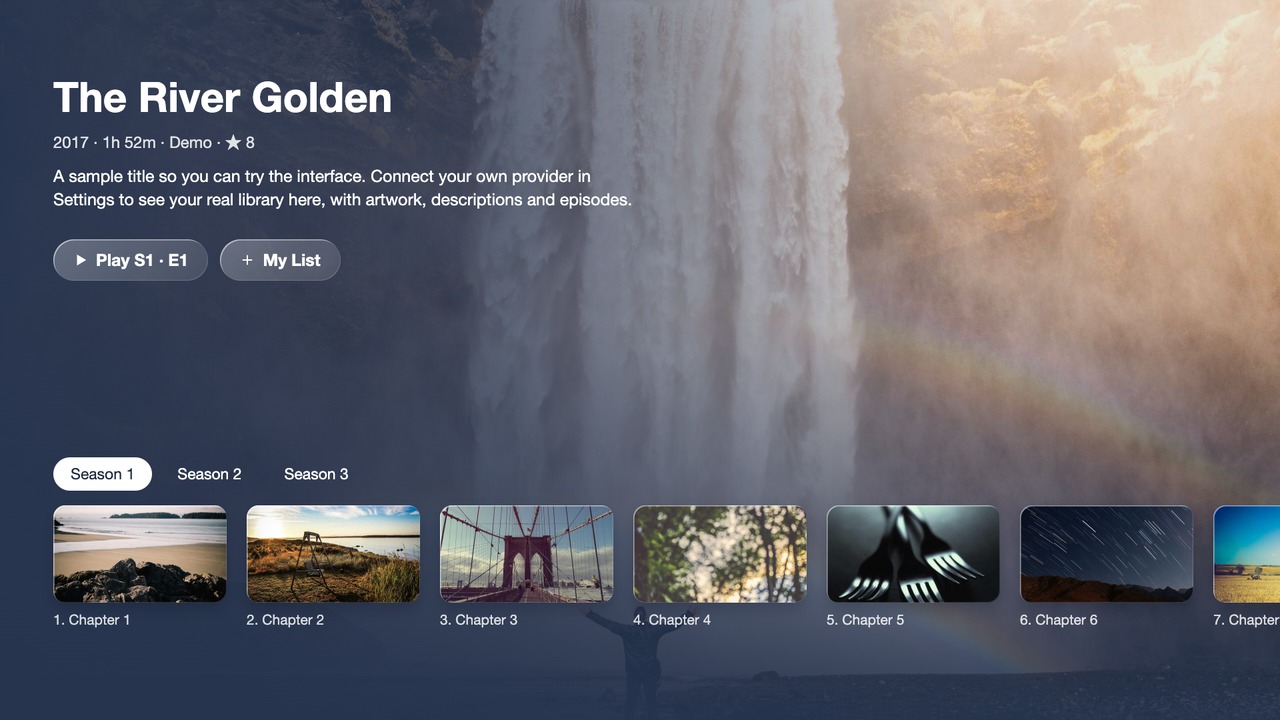 The River Golden
2017 · 1h 52m · Demo · ★ 8
A sample title so you can try the interface. Connect your own provider in
Settings to see your real library here, with artwork, descriptions and episodes.
Play S1 · E1
+ My List
Season 1
Season 2
Season 3
1. Chapter 1
2. Chapter 2
3. Chapter 3
4. Chapter 4
5. Chapter 5
6. Chapter 6
7. Chapter